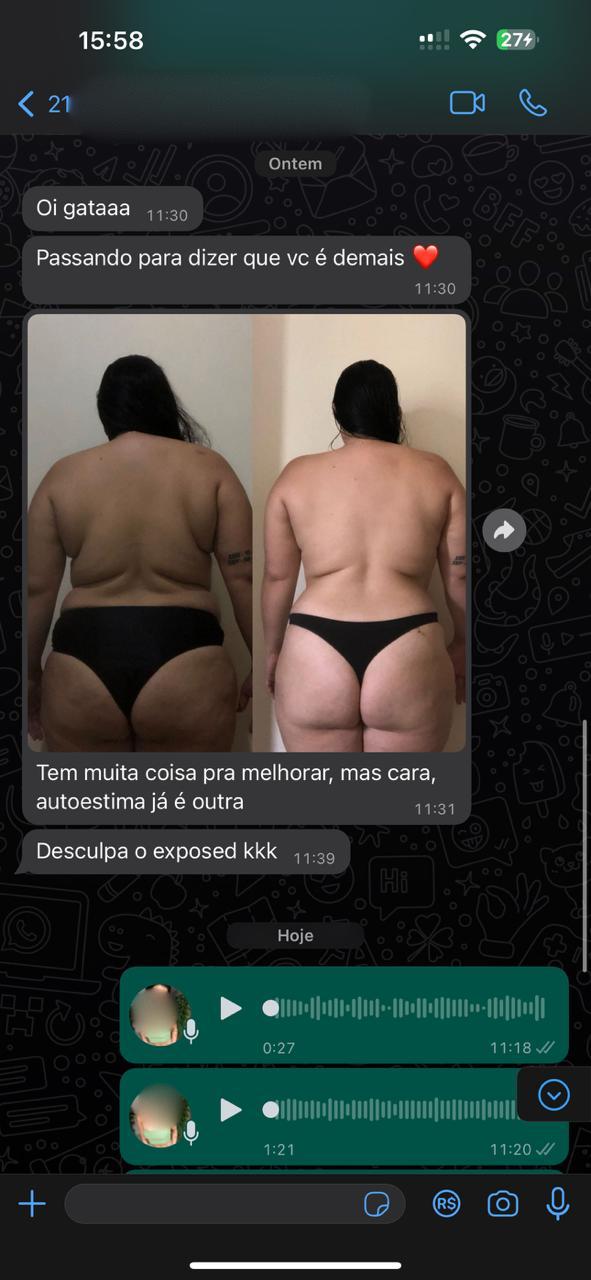 15:58
27
21
Ontem
Oi gataaa 11:30
Passando para dizer que vc é demais ❤️
11:30
Tem muita coisa pra melhorar, mas cara,
autoestima já é outra 11:31
Desculpa o exposed kkk 11:39
Hi
Hoje
0:27 11:18
1:21 11:20
R$